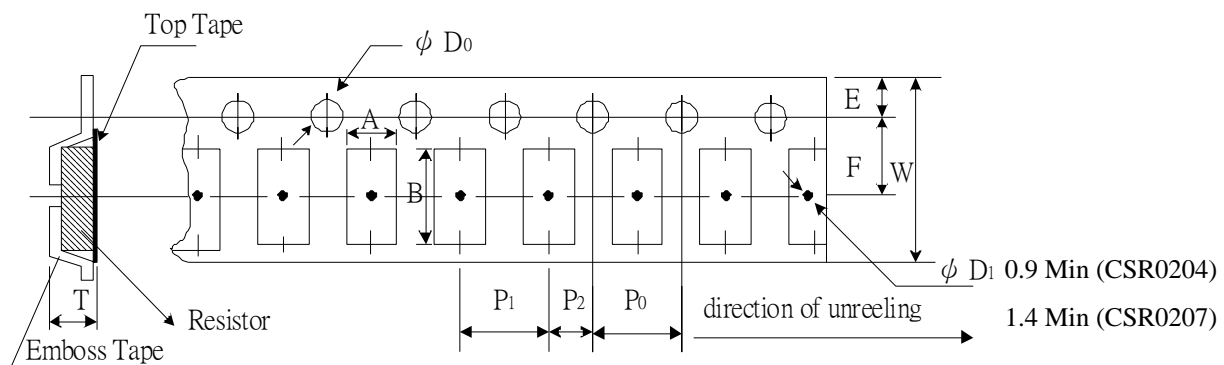 Top Tape
ϕ D0
E
A
F
W
B
ϕ D1 0.9 Min (CSR0204)
T
P1
P2
P0
direction of unreeling
1.4 Min (CSR0207)
Resistor
Emboss Tape